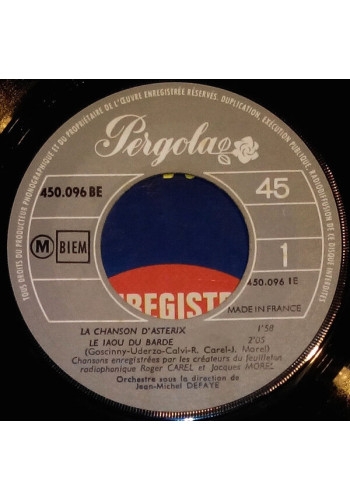 TOUS DROITS DU PRODUCTEUR PHONOGRAPHIQUE ET DU PROPRIÉTAIRE DE L'ŒUVRE ENREGISTRÉE RÉSERVÉS. DUPLICATION, EXÉCUTION PUBLIQUE, RADIODIFFUSION DE CE DISQUE INTERDITES
Pergola
450.096 BE
45
M BIEM
1
450.096 1E
REGISTRE
MADE IN FRANCE
LA CHANSON D'ASTERIX 1'58
LE IAOU DU BARDE 2'05
(Goscinny-Uderzo-Calvi-R. Carel-J. Morel)
Chansons enregistrées par les créateurs du feuilleton
radiophonique Roger CAREL et Jacques MOREL
Orchestre sous la direction de
Jean-Michel DEFAYE